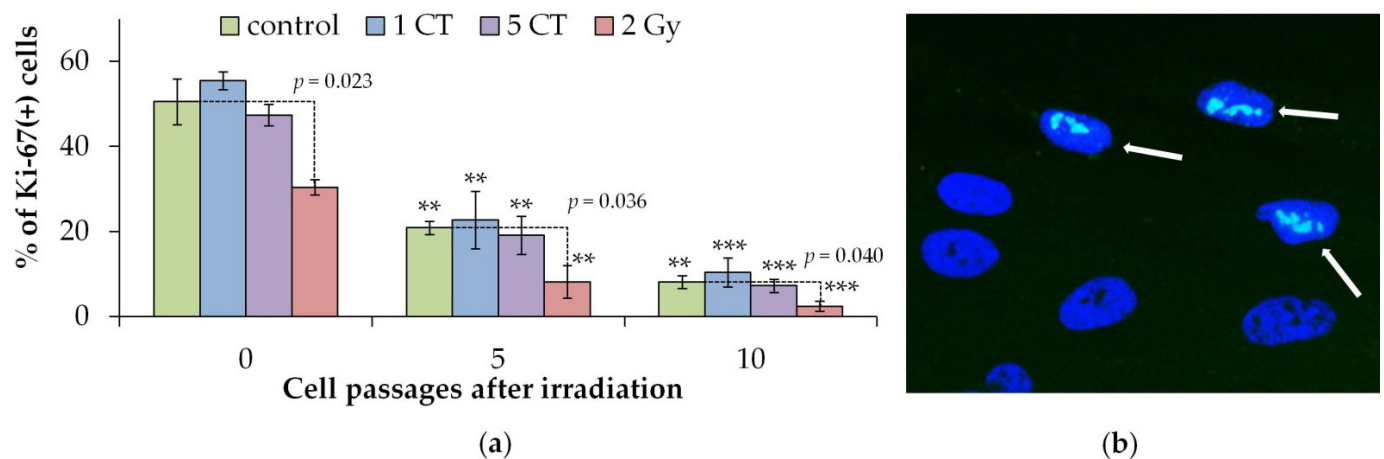 control 1 CT 5 CT 2 Gy
% of Ki-67(+) cells
60
40
20
0
p = 0.023
**
**
**
p = 0.036
**
**
***
***
p = 0.040
***
0 5 10
Cell passages after irradiation
(a) (b)